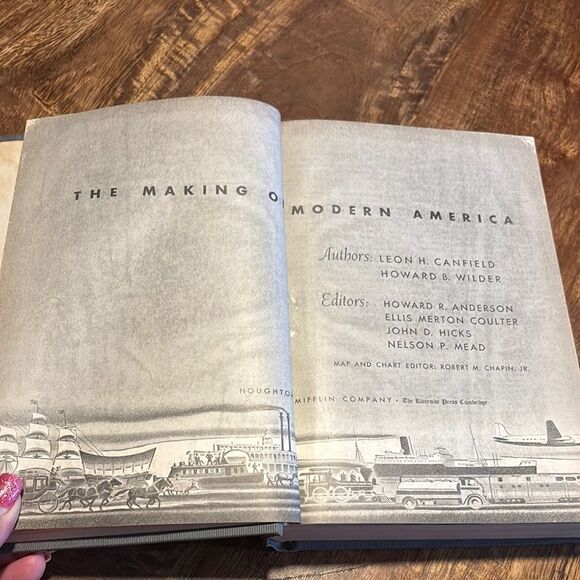 THE MAKING O MODERN AMERICA
Authors: LEON H. CANFIELD
HOWARD B. WILDER
Editors: HOWARD R. ANDERSON
ELLIS MERTON COULTER
JOHN D. HICKS
NELSON P. MEAD
MAP AND CHART EDITOR: ROBERT M. CHAPIN, JR.
HOUGHTO MIFFLIN COMPANY • The Riverside Press Cambridge